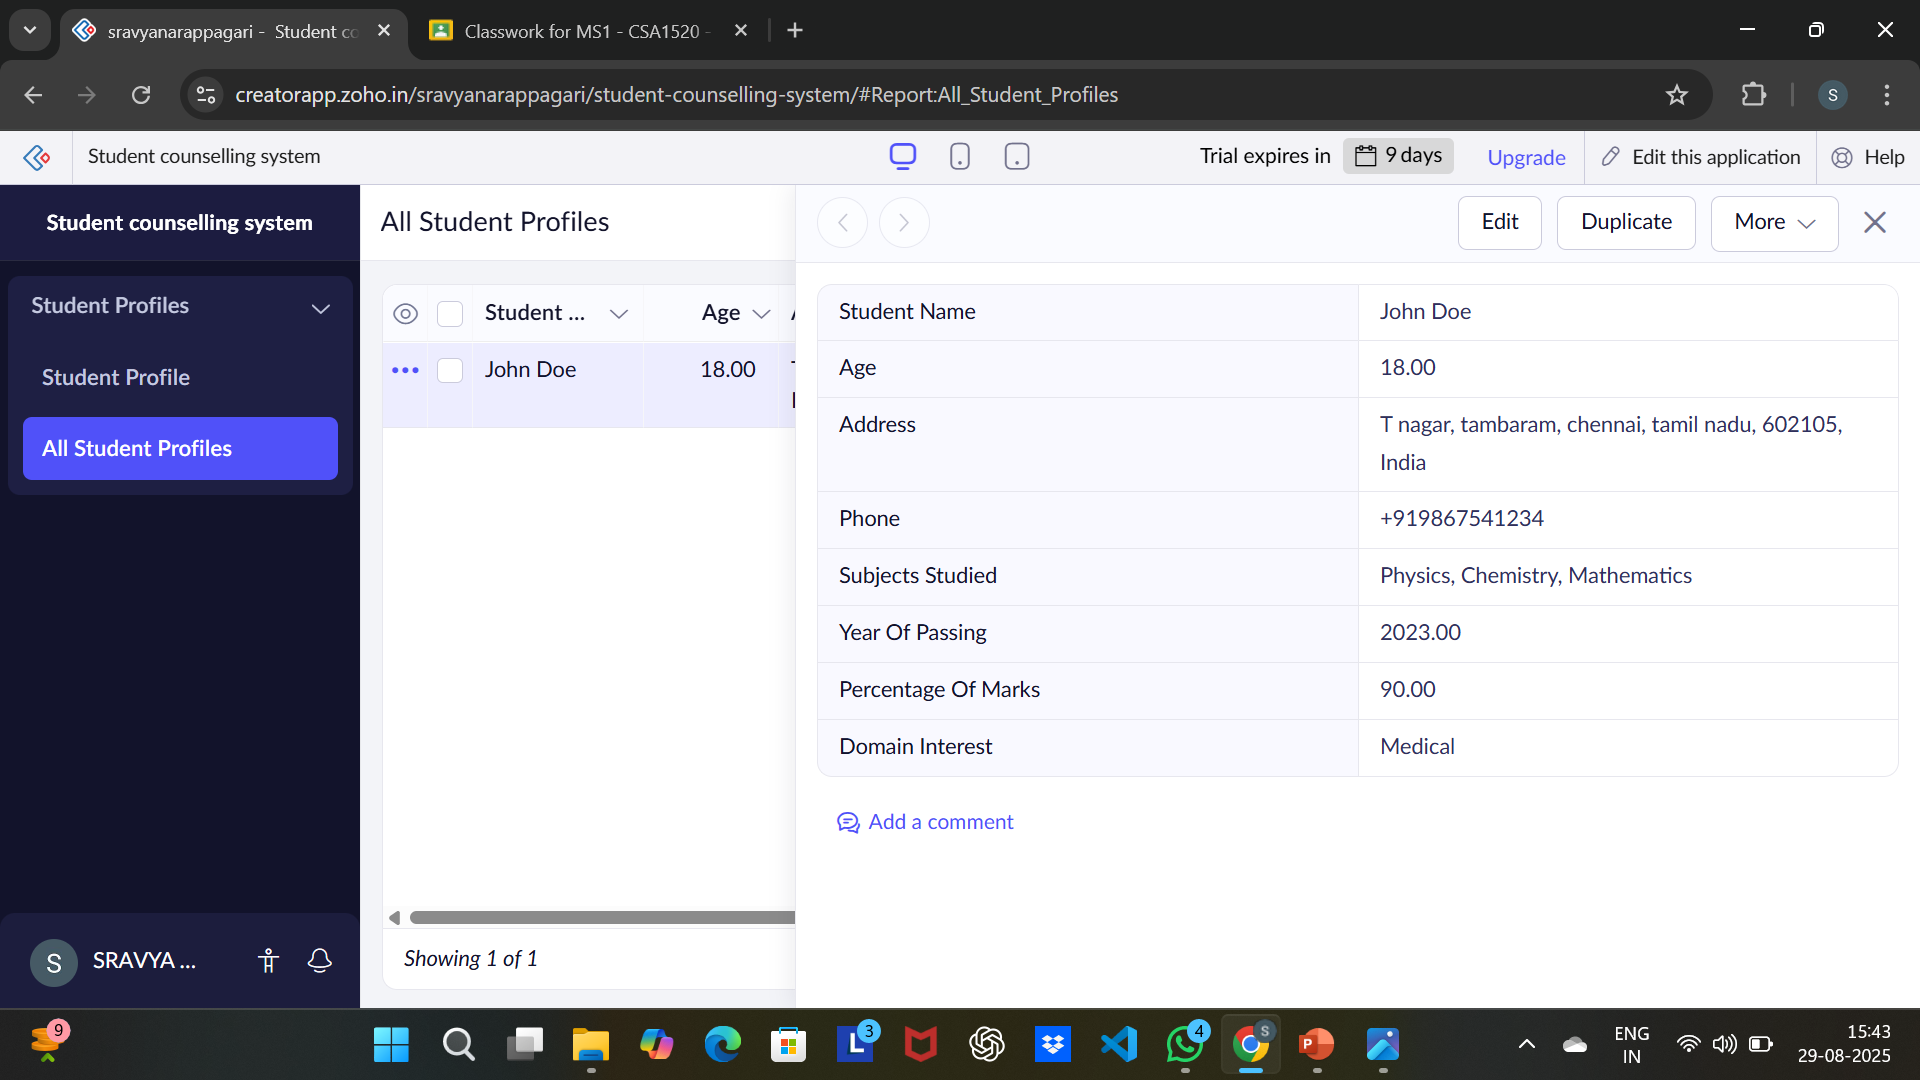 sravyanarappagari - Student co
Classwork for MS1 - CSA1520 -
creatorapp.zoho.in/sravyanarappagari/student-counselling-system/#Report:All_Student_Profiles
S
Student counselling system
Trial expires in
9 days
Upgrade
Edit this application
Help
Student counselling system
Student Profiles
Student Profile
All Student Profiles
SRAVYA ...
S
All Student Profiles
Student ...
Age
John Doe
18.00
Showing 1 of 1
Edit
Duplicate
More
Student Name
John Doe
Age
18.00
Address
T nagar, tambaram, chennai, tamil nadu, 602105,
India
Phone
+919867541234
Subjects Studied
Physics, Chemistry, Mathematics
Year Of Passing
2023.00
Percentage Of Marks
90.00
Domain Interest
Medical
Add a comment
9
L
3
4
S
P
ENG
IN
15:43
29-08-2025